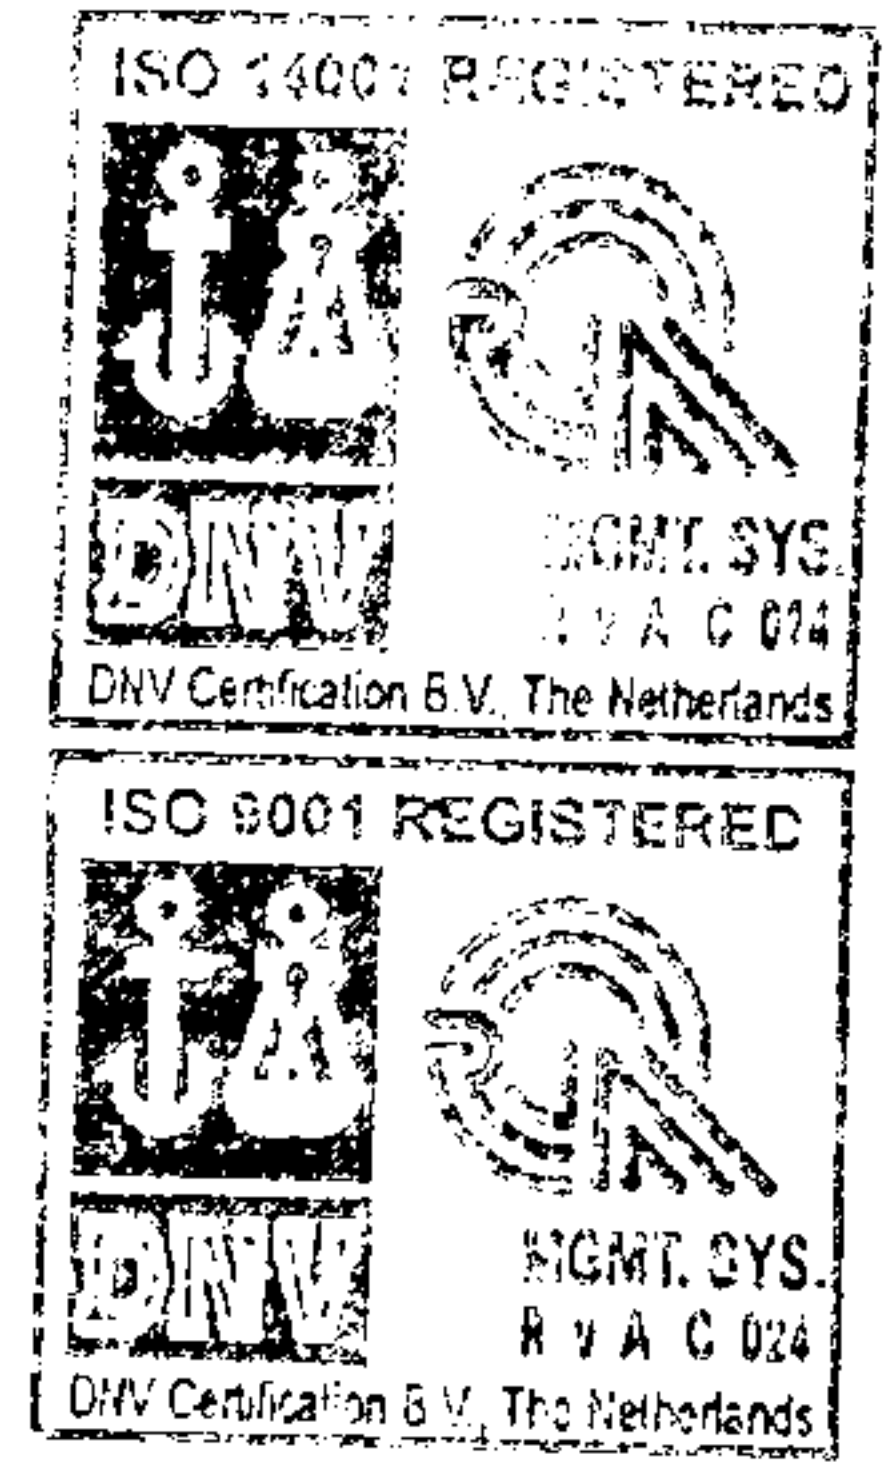 ISO 14001 REGISTERED
DNV
MGMT. SYS.
R v A C 024
DNV Certification B.V., The Netherlands
ISO 9001 REGISTERED
DNV
MGMT. SYS.
R v A C 024
DNV Certification B.V., The Netherlands